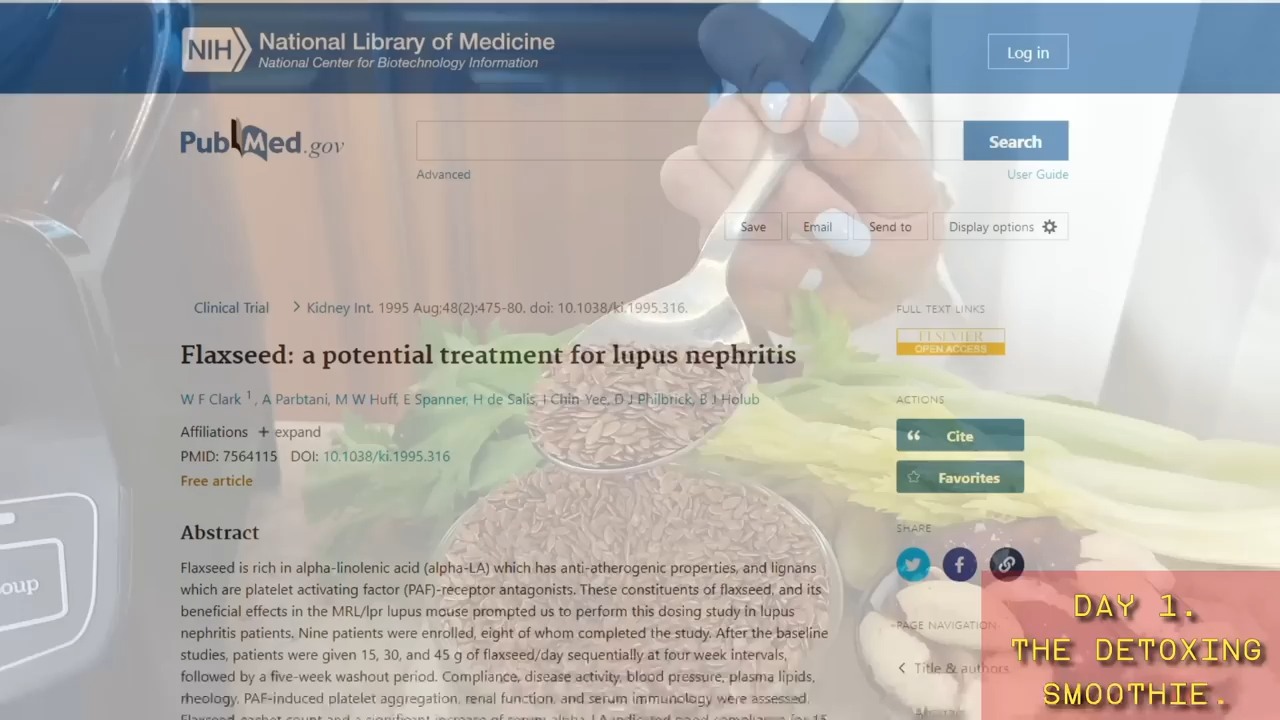 NIH National Library of Medicine
National Center for Biotechnology Information
Log in
PubMed.gov
Search
Advanced
User Guide
Save Email Send to Display options
Clinical Trial > Kidney Int. 1995 Aug;48(2):475-80. doi: 10.1038/ki.1995.316.
FULL TEXT LINKS
Flaxseed: a potential treatment for lupus nephritis
ELSEVIER
OPEN ACCESS
W F Clark 1, A Parbtani, M W Huff, E Spanner, H de Salis, I Chin-Yee, D J Philbrick, B J Holub
ACTIONS
Affiliations + expand
Cite
PMID: 7564115 DOI: 10.1038/ki.1995.316
Free article
Favorites
Abstract
SHARE
Flaxseed is rich in alpha-linolenic acid (alpha-LA) which has anti-atherogenic properties, and lignans
which are platelet activating factor (PAF)-receptor antagonists. These constituents of flaxseed, and its
beneficial effects in the MRL/lpr lupus mouse prompted us to perform this dosing study in lupus
nephritis patients. Nine patients were enrolled, eight of whom completed the study. After the baseline
studies, patients were given 15, 30, and 45 g of flaxseed/day sequentially at four week intervals,
followed by a five-week washout period. Compliance, disease activity, blood pressure, plasma lipids,
rheology, PAF-induced platelet aggregation, renal function, and serum immunology were assessed.
PAGE NAVIGATION
< Title & authors
oup
DAY 1.
THE DETOXING
SMOOTHIE.